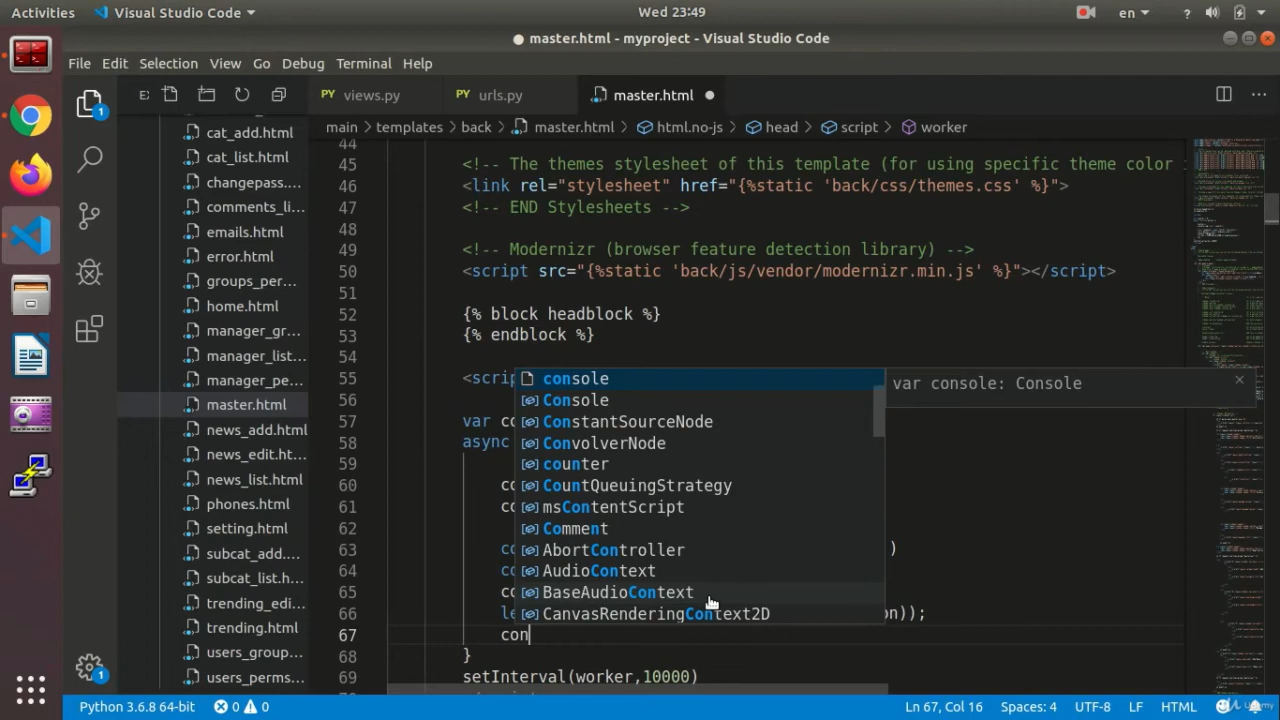 Activities Visual Studio Code Wed 23:49 en ?
● master.html - myproject - Visual Studio Code
File Edit Selection View Go Debug Terminal Help
E: views.py urls.py master.html ● ···
main > templates > back > master.html > html.no-js > head > script > worker
cat_add.html
cat_list.html
changepass....
comments_li...
emails.html
error.html
groups_per...
home.html
manager_gr...
manager_list...
manager_pe...
master.html
news_add.html
news_edit.ht...
news_list.html
phones.html
setting.html
subcat_add....
subcat_list.h...
trending_edi...
trending.html
users_group...
users_perms...
44
45 <!-- The themes stylesheet of this template (for using specific theme color
46 <link rel="stylesheet" href="{%static 'back/css/themes.css' %}">
47 <!-- END Stylesheets -->
48
49 <!-- Modernizr (browser feature detection library) -->
50 <script src="{%static 'back/js/vendor/modernizr.min.js' %}"></script>
51
52 {% block headblock %}
53 {% endblock %}
54
55 <scrip
56
57 var co
58 async
59
60 co
61 co
62
63 co )
64 co
65 co
66 le on));
67 con
68 }
69 setInterval(worker,10000)
console
Console
ConstantSourceNode
ConvolverNode
counter
CountQueuingStrategy
msContentScript
Comment
AbortController
AudioContext
BaseAudioContext
CanvasRenderingContext2D
var console: Console
1
1
Python 3.6.8 64-bit 0 0 Ln 67, Col 16 Spaces: 4 UTF-8 LF HTML
Udemy